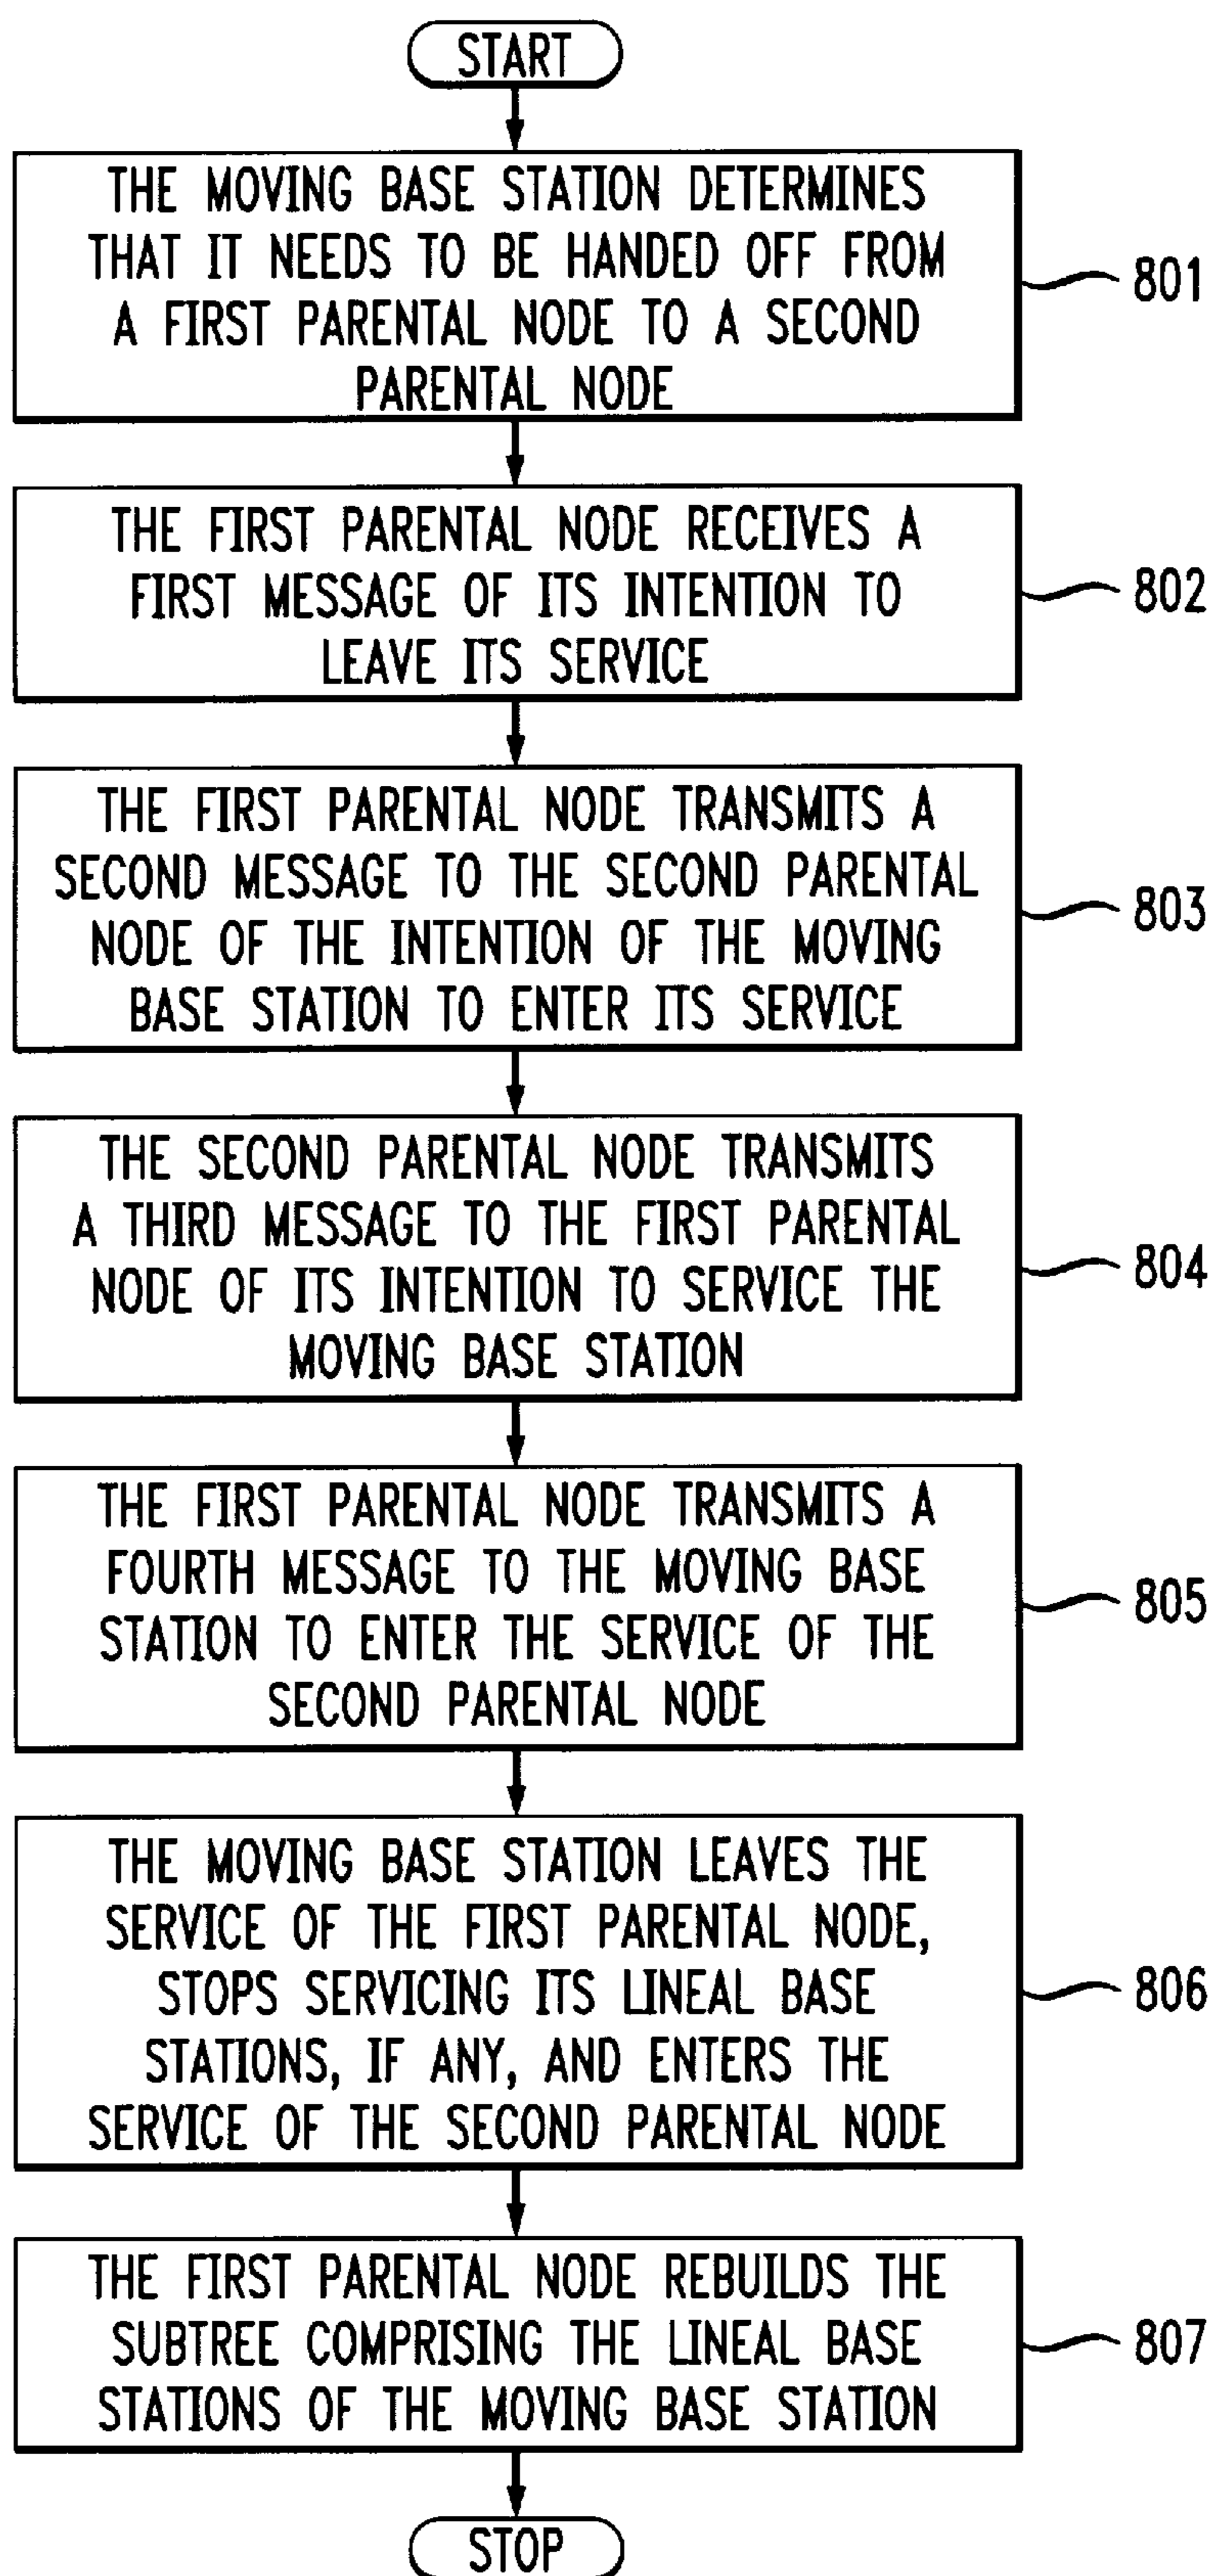 START
THE MOVING BASE STATION DETERMINES
THAT IT NEEDS TO BE HANDED OFF FROM
A FIRST PARENTAL NODE TO A SECOND
PARENTAL NODE
801
THE FIRST PARENTAL NODE RECEIVES A
FIRST MESSAGE OF ITS INTENTION TO
LEAVE ITS SERVICE
802
THE FIRST PARENTAL NODE TRANSMITS A
SECOND MESSAGE TO THE SECOND PARENTAL
NODE OF THE INTENTION OF THE MOVING
BASE STATION TO ENTER ITS SERVICE
803
THE SECOND PARENTAL NODE TRANSMITS
A THIRD MESSAGE TO THE FIRST PARENTAL
NODE OF ITS INTENTION TO SERVICE THE
MOVING BASE STATION
804
THE FIRST PARENTAL NODE TRANSMITS A
FOURTH MESSAGE TO THE MOVING BASE
STATION TO ENTER THE SERVICE OF THE
SECOND PARENTAL NODE
805
THE MOVING BASE STATION LEAVES THE
SERVICE OF THE FIRST PARENTAL NODE,
STOPS SERVICING ITS LINEAL BASE
STATIONS, IF ANY, AND ENTERS THE
SERVICE OF THE SECOND PARENTAL NODE
806
THE FIRST PARENTAL NODE REBUILDS THE
SUBTREE COMPRISING THE LINEAL BASE
STATIONS OF THE MOVING BASE STATION
807
STOP